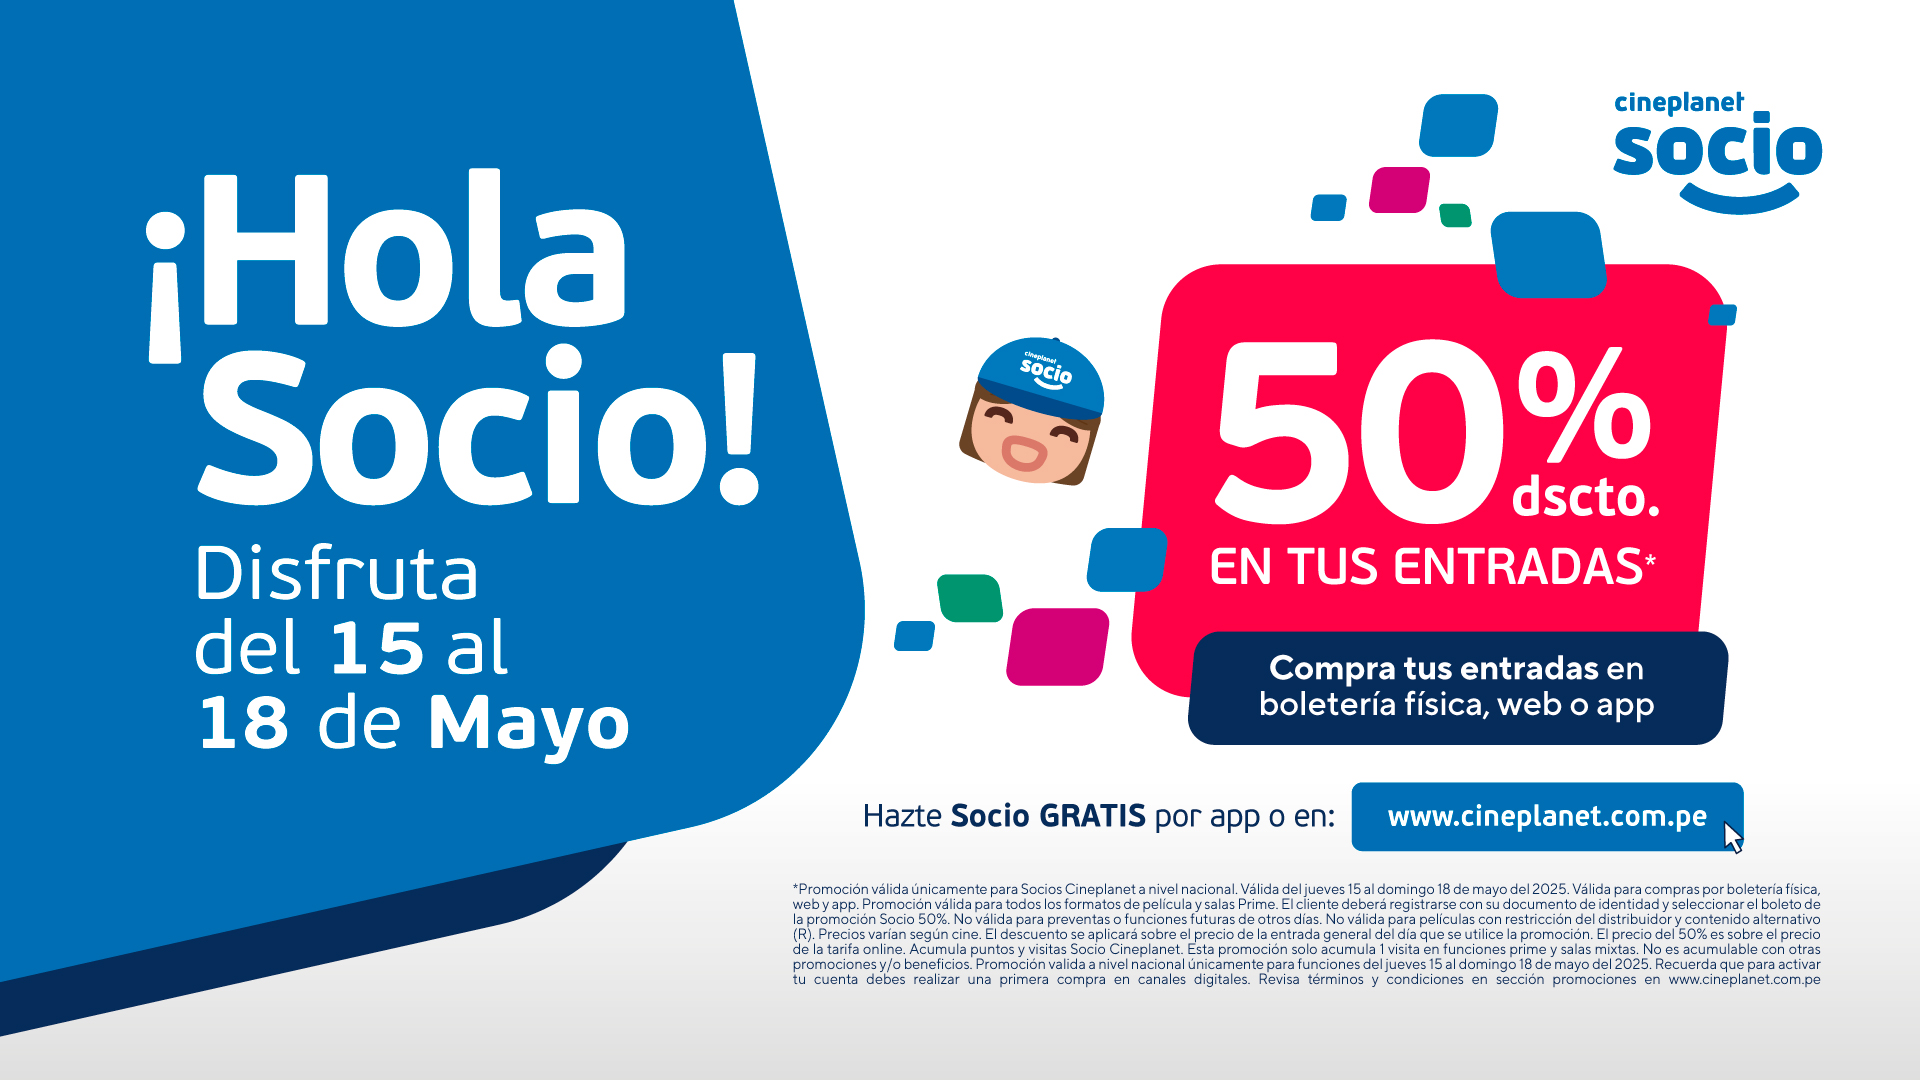 ¡Hola
Socio!
Disfruta
del 15 al
18 de Mayo
cineplanet
socio
cineplanet
socio
50%
dscto.
EN TUS ENTRADAS*
Compra tus entradas en
boletería física, web o app
Hazte Socio GRATIS por app o en:
www.cineplanet.com.pe
*Promoción válida únicamente para Socios Cineplanet a nivel nacional. Válida del jueves 15 al domingo 18 de mayo del 2025. Válida para compras por boletería física,
web y app. Promoción válida para todos los formatos de película y salas Prime. El cliente deberá registrarse con su documento de identidad y seleccionar el boleto de
la promoción Socio 50%. No válida para preventas o funciones futuras de otros días. No válida para películas con restricción del distribuidor y contenido alternativo
(R). Precios varían según cine. El descuento se aplicará sobre el precio de la entrada general del día que se utilice la promoción. El precio del 50% es sobre el precio
de la tarifa online. Acumula puntos y visitas Socio Cineplanet. Esta promoción solo acumula 1 visita en funciones prime y salas mixtas. No es acumulable con otras
promociones y/o beneficios. Promoción valida a nivel nacional únicamente para funciones del jueves 15 al domingo 18 de mayo del 2025. Recuerda que para activar
tu cuenta debes realizar una primera compra en canales digitales. Revisa términos y condiciones en sección promociones en www.cineplanet.com.pe